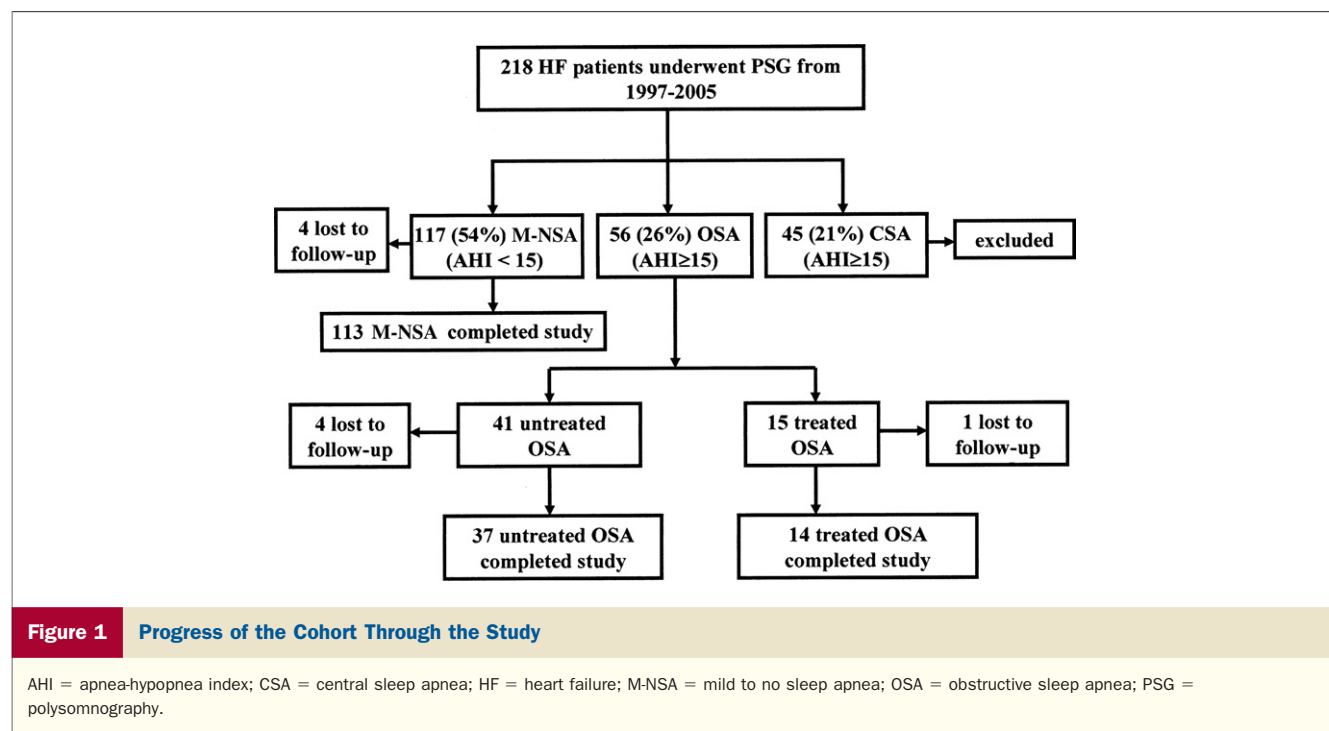 218 HF patients underwent PSG from
1997-2005
4 lost to
follow-up
117 (54%) M-NSA
(AHI < 15)
56 (26%) OSA
(AHI≥15)
45 (21%) CSA
(AHI≥15)
excluded
113 M-NSA completed study
4 lost to
follow-up
41 untreated
OSA
15 treated
OSA
1 lost to
follow-up
37 untreated OSA
completed study
14 treated OSA
completed study
Figure 1 Progress of the Cohort Through the Study
AHI = apnea-hypopnea index; CSA = central sleep apnea; HF = heart failure; M-NSA = mild to no sleep apnea; OSA = obstructive sleep apnea; PSG =
polysomnography.